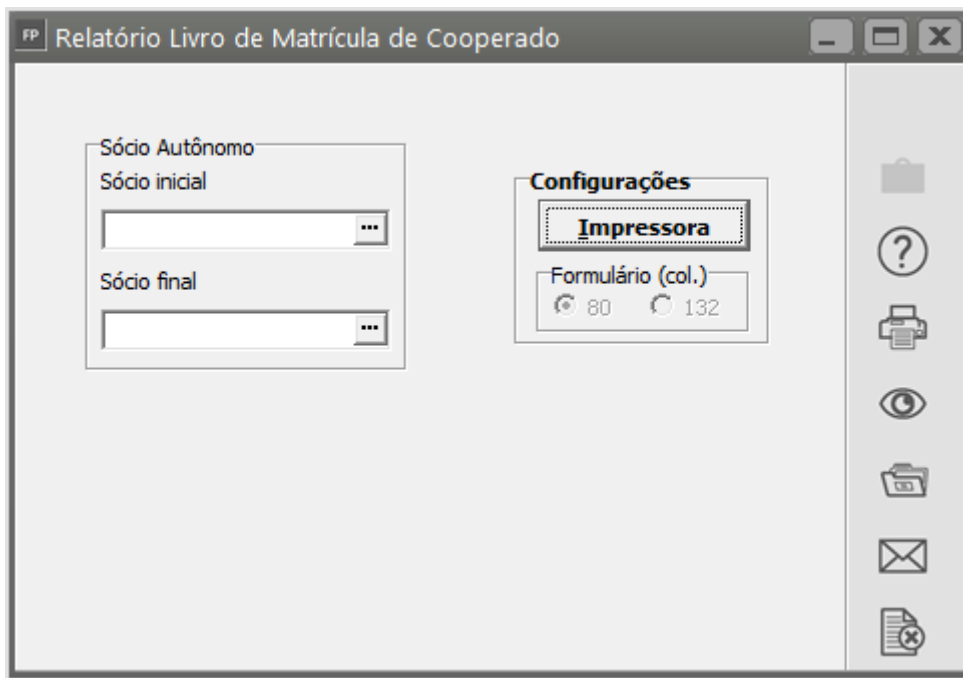 FP Relatório Livro de Matrícula de Cooperado
Sócio Autônomo
Sócio inicial
...
Sócio final
...
Configurações
Impressora
Formulário (col.)
80 132
?